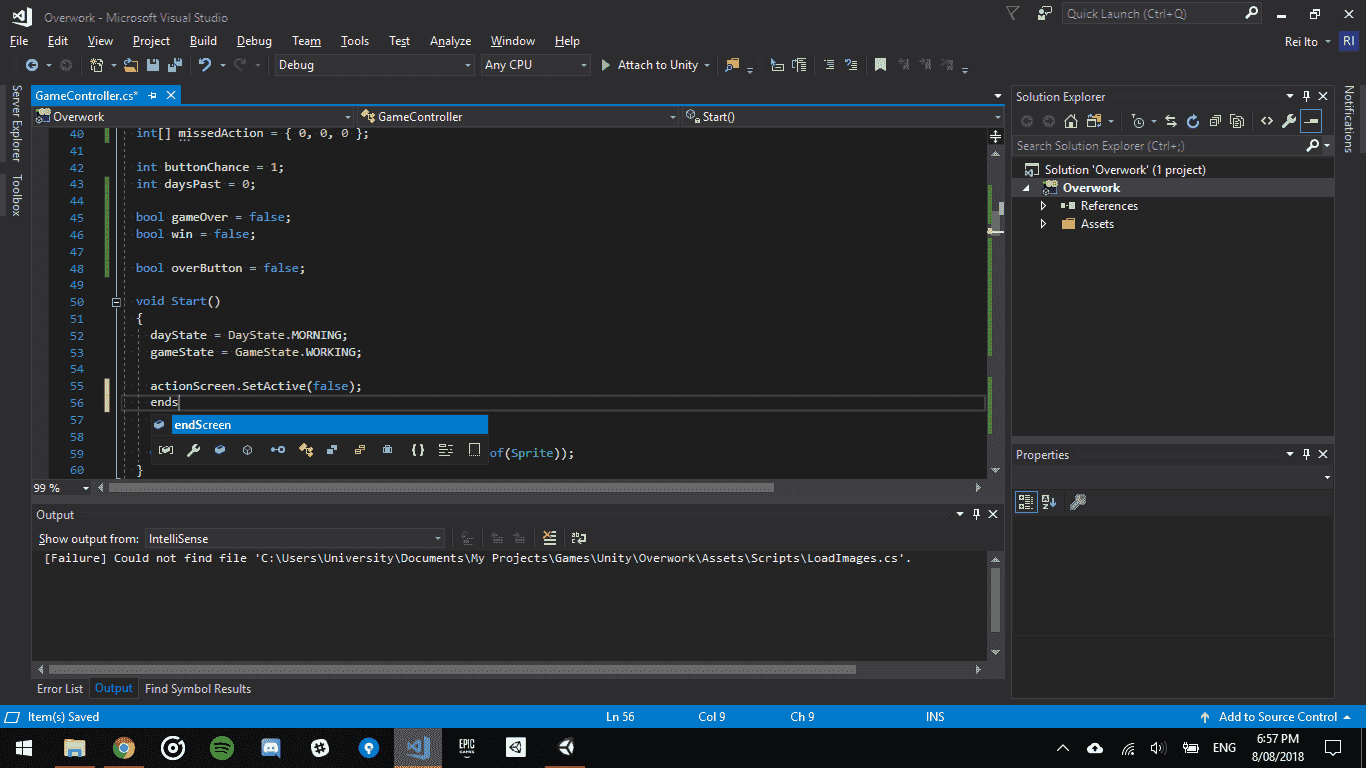 Overwork - Microsoft Visual Studio
Quick Launch (Ctrl+Q)
File Edit View Project Build Debug Team Tools Test Analyze Window Help
Rei Ito RI
Debug Any CPU Attach to Unity
Server Explorer
Toolbox
GameController.cs*
Overwork GameController Start()
40 int[] missedAction = { 0, 0, 0 };
41
42 int buttonChance = 1;
43 int daysPast = 0;
44
45 bool gameOver = false;
46 bool win = false;
47
48 bool overButton = false;
49
50 void Start()
51 {
52 dayState = DayState.MORNING;
53 gameState = GameState.WORKING;
54
55 actionScreen.SetActive(false);
56 ends
57 endScreen
58
59 of(Sprite));
60 }
99 %
Output
Show output from: IntelliSense
[Failure] Could not find file 'C:\Users\University\Documents\My Projects\Games\Unity\Overwork\Assets\Scripts\LoadImages.cs'.
Error List Output Find Symbol Results
Solution Explorer
Search Solution Explorer (Ctrl+;)
Solution 'Overwork' (1 project)
Overwork
References
Assets
Properties
Notifications
Item(s) Saved Ln 56 Col 9 Ch 9 INS Add to Source Control
EPIC GAMES
ENG
6:57 PM
8/08/2018